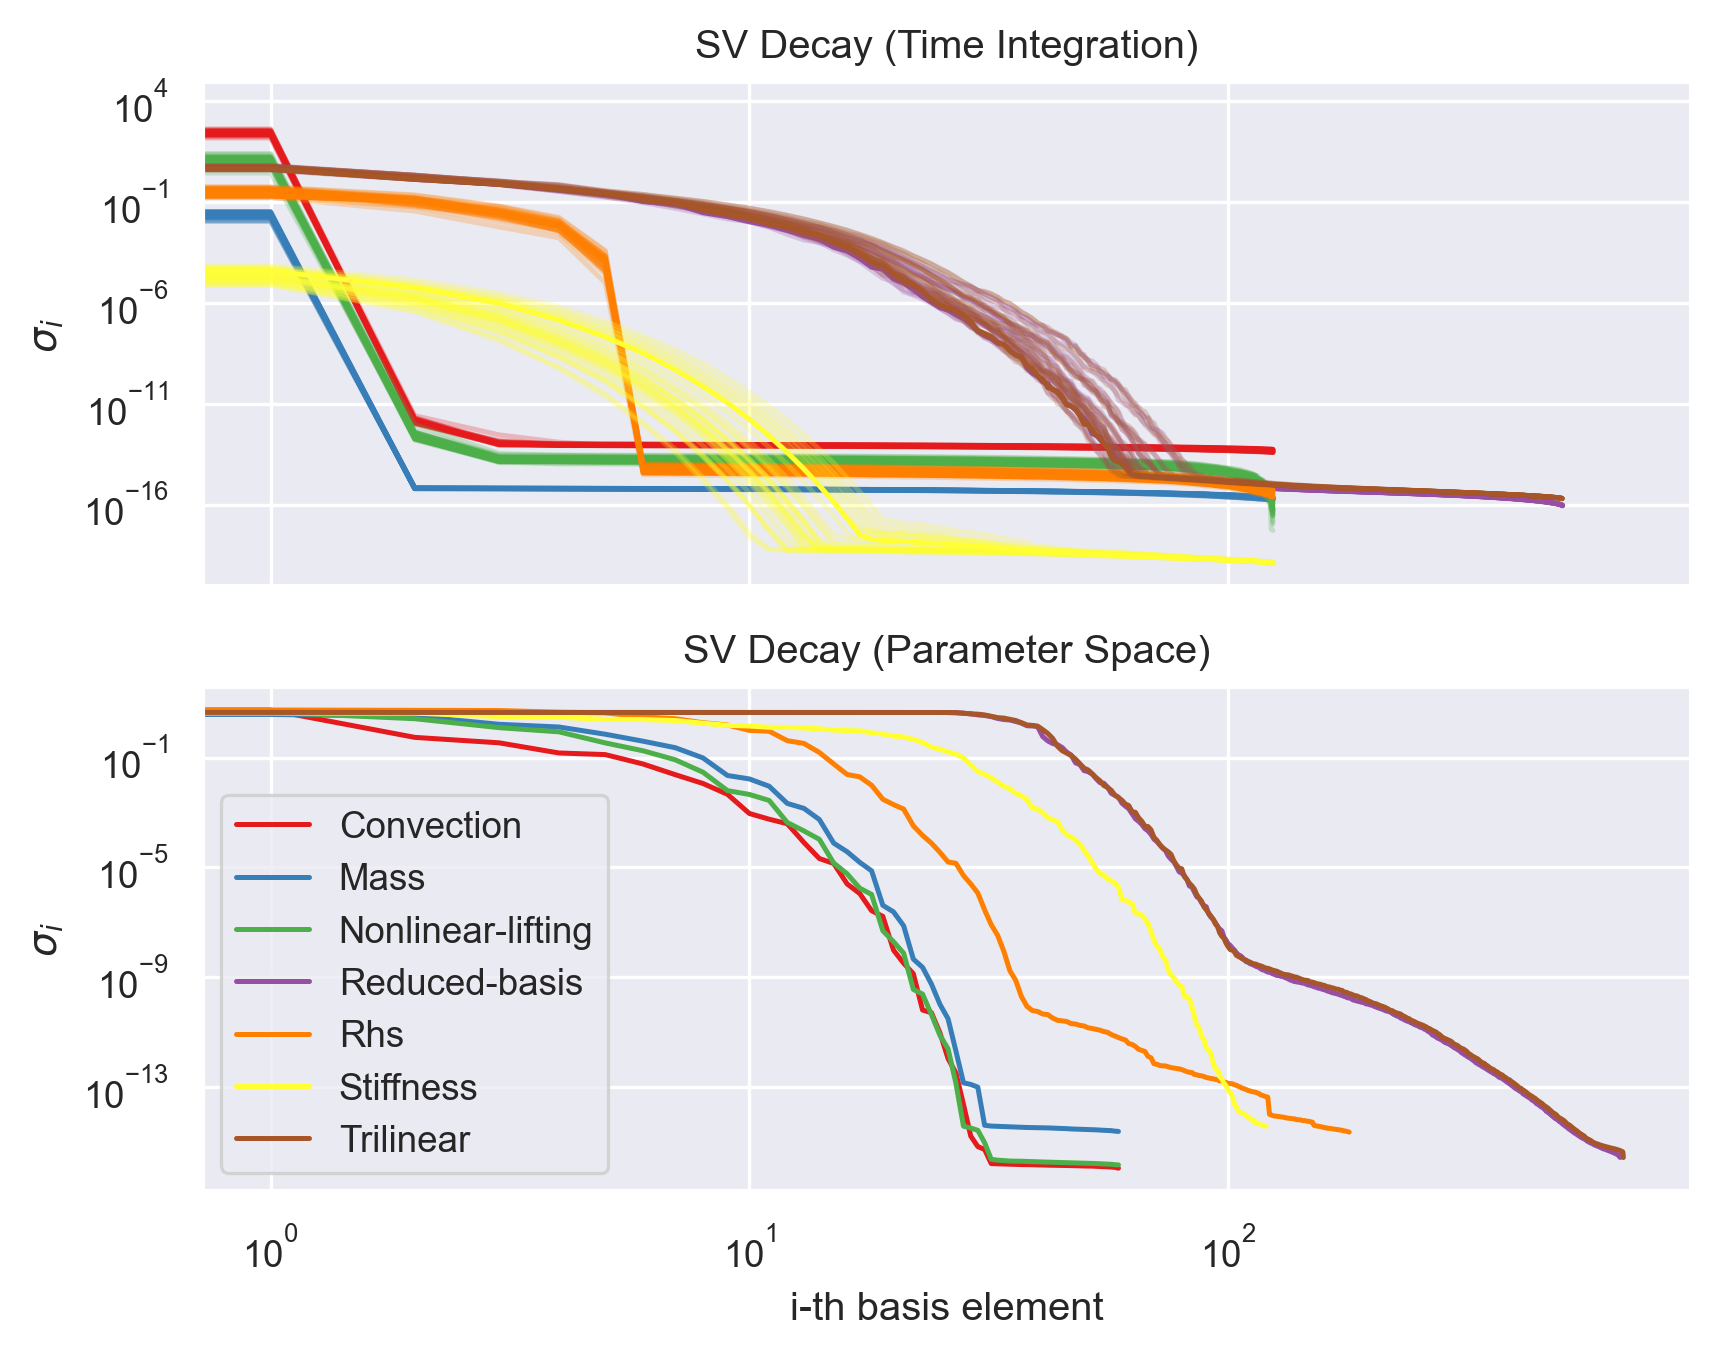 SV Decay (Time Integration)
10^4
10^−1
10^−6
10^−11
10^−16
σ_i
SV Decay (Parameter Space)
10^−1
10^−5
10^−9
10^−13
σ_i
Convection
Mass
Nonlinear-lifting
Reduced-basis
Rhs
Stiffness
Trilinear
10^0 10^1 10^2
i-th basis element